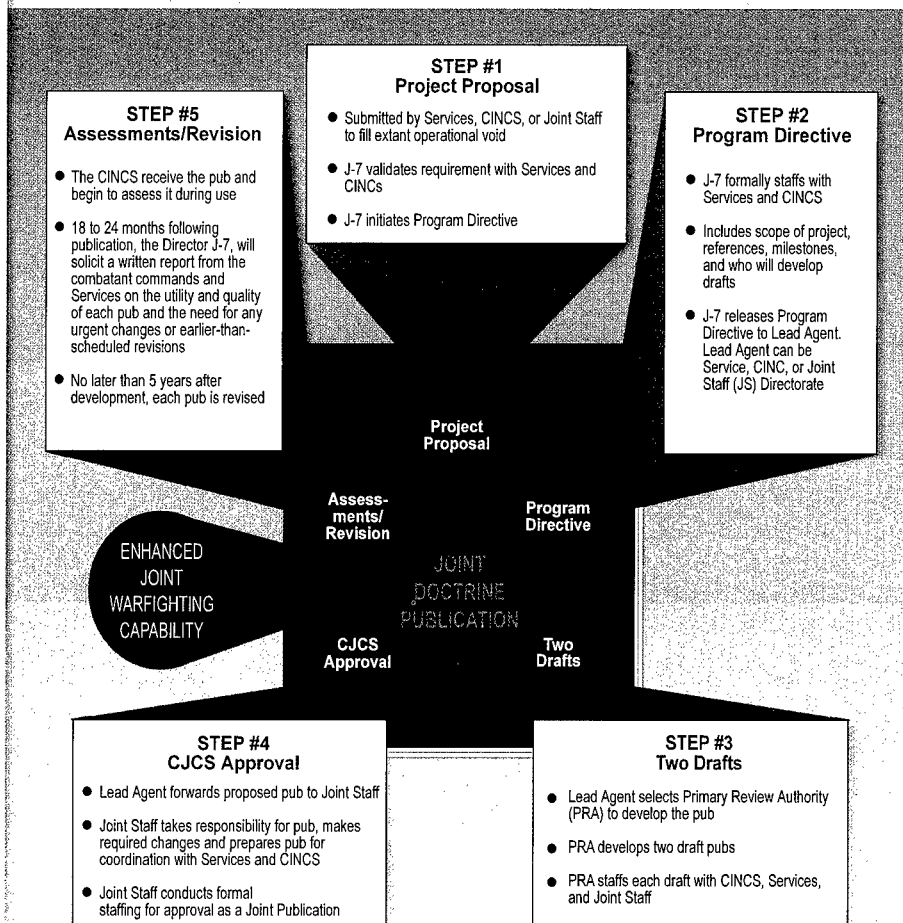 STEP #1
Project Proposal
● Submitted by Services, CINCS, or Joint Staff
to fill extant operational void
● J-7 validates requirement with Services and
CINCs
● J-7 initiates Program Directive
STEP #2
Program Directive
● J-7 formally staffs with
Services and CINCS
● Includes scope of project,
references, milestones,
and who will develop
drafts
● J-7 releases Program
Directive to Lead Agent.
Lead Agent can be
Service, CINC, or Joint
Staff (JS) Directorate
STEP #3
Two Drafts
● Lead Agent selects Primary Review Authority
(PRA) to develop the pub
● PRA develops two draft pubs
● PRA staffs each draft with CINCS, Services,
and Joint Staff
STEP #4
CJCS Approval
● Lead Agent forwards proposed pub to Joint Staff
● Joint Staff takes responsibility for pub, makes
required changes and prepares pub for
coordination with Services and CINCS
● Joint Staff conducts formal
staffing for approval as a Joint Publication
STEP #5
Assessments/Revision
● The CINCS receive the pub and
begin to assess it during use
● 18 to 24 months following
publication, the Director J-7, will
solicit a written report from the
combatant commands and
Services on the utility and quality
of each pub and the need for any
urgent changes or earlier-than-
scheduled revisions
● No later than 5 years after
development, each pub is revised
Project
Proposal
Program
Directive
Two
Drafts
CJCS
Approval
Assess-
ments/
Revision
JOINT
DOCTRINE
PUBLICATION
ENHANCED
JOINT
WARFIGHTING
CAPABILITY